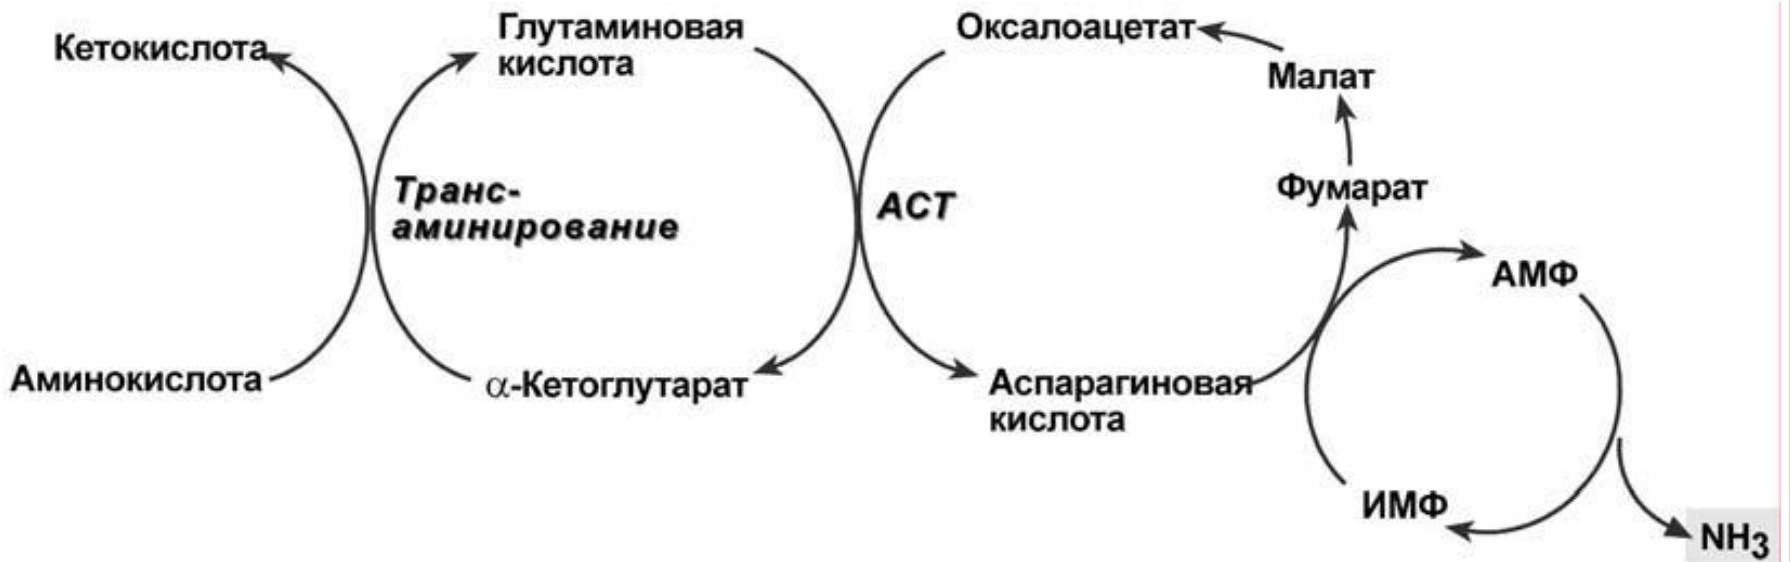 Кетокислота
Глутаминовая
кислота
Оксалоацетат
Малат
Транс-
аминирование
АСТ
Фумарат
АМФ
Аминокислота
α-Кетоглутарат
Аспарагиновая
кислота
ИМФ
NH3